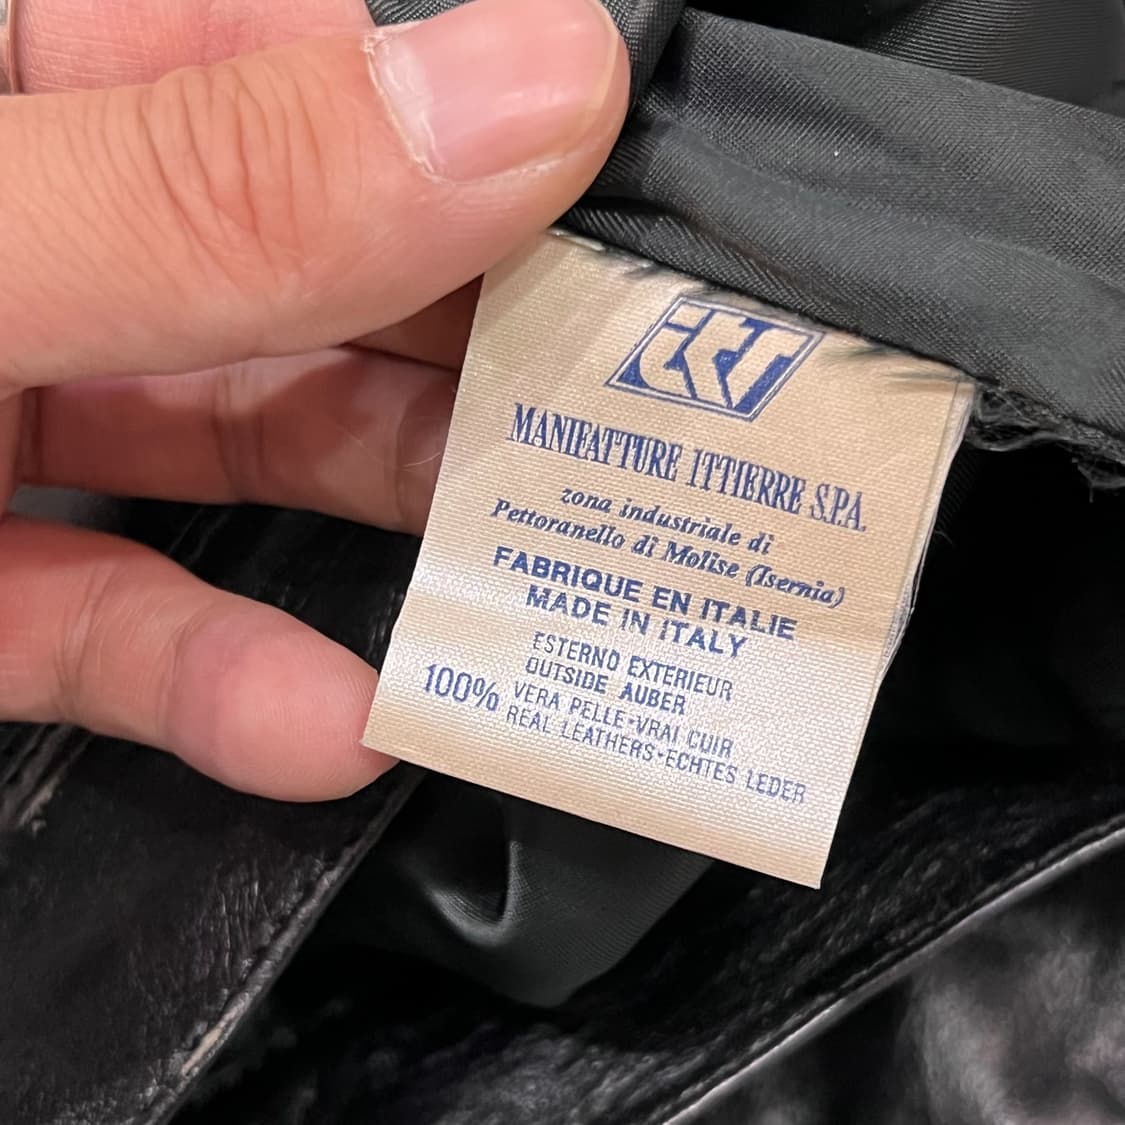 itr
MANIFATTURE ITTIERRE S.P.A.
zona industriale di
Pettoranello di Molise (Isernia)
FABRIQUE EN ITALIE
MADE IN ITALY
ESTERNO EXTERIEUR
OUTSIDE AUBER
100% VERA PELLE-VRAI CUIR
REAL LEATHERS-ECHTES LEDER